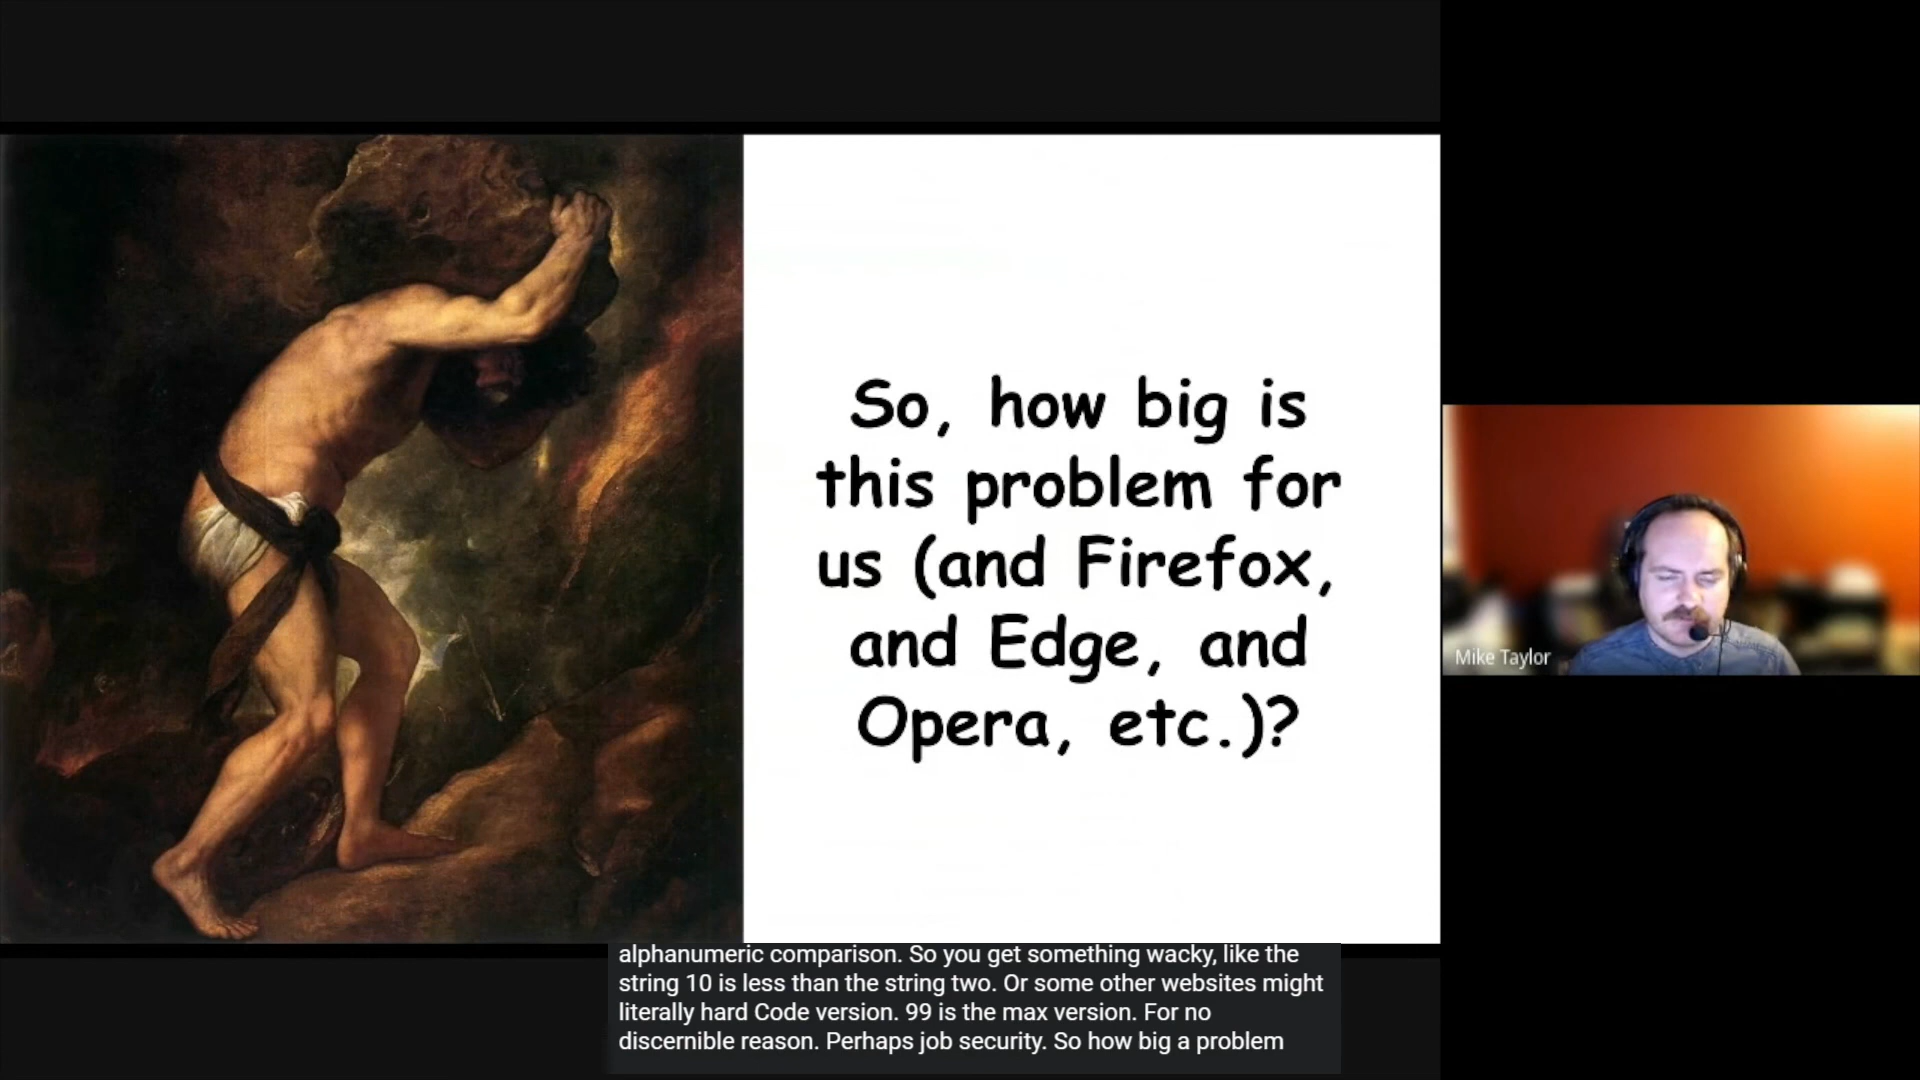 So, how big is
this problem for
us (and Firefox,
and Edge, and
Opera, etc.)?
Mike Taylor
alphanumeric comparison. So you get something wacky, like the
string 10 is less than the string two. Or some other websites might
literally hard Code version. 99 is the max version. For no
discernible reason. Perhaps job security. So how big a problem